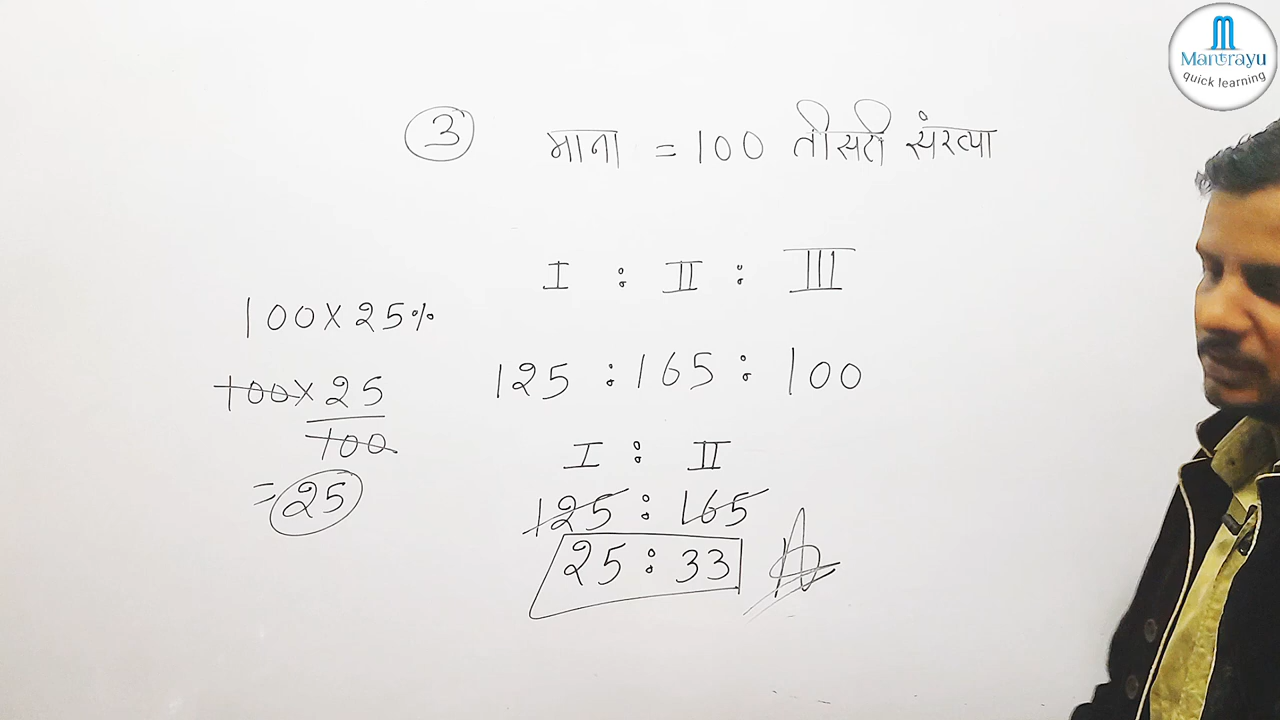 Mantrayu
quick learning
3 माना = 100 तीसरी संख्या
I : II : III
100 × 25%
125 : 165 : 100
100 × 25
100
= 25
I : II
125 : 165
25 : 33